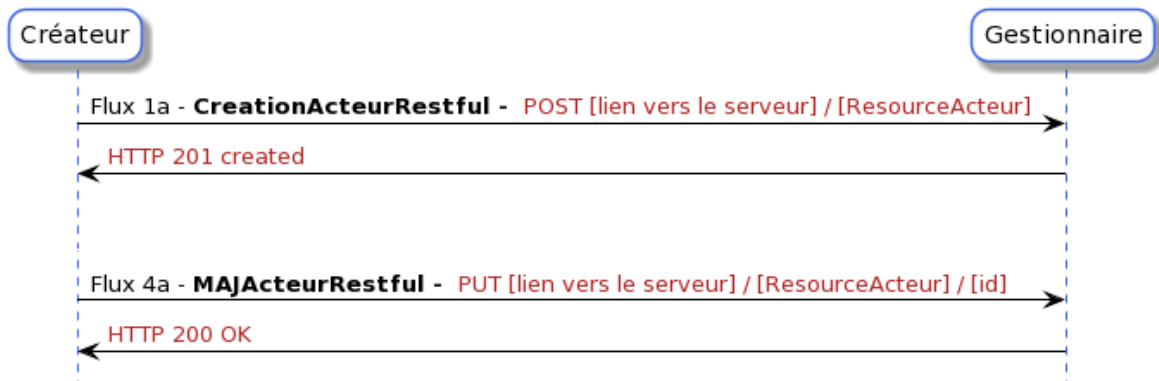 Créateur
Gestionnaire
Flux 1a - CreationActeurRestful - POST [lien vers le serveur] / [ResourceActeur]
HTTP 201 created
Flux 4a - MAJActeurRestful - PUT [lien vers le serveur] / [ResourceActeur] / [id]
HTTP 200 OK